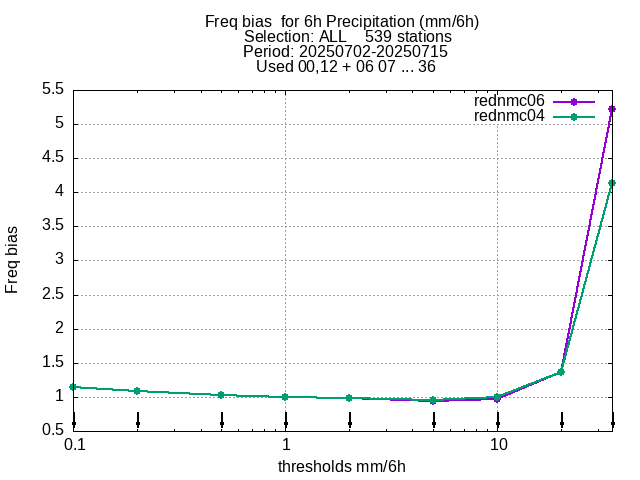 Freq bias  for 6h Precipitation (mm/6h)
Selection: ALL    539 stations
Period: 20250702-20250715
Used 00,12 + 06 07 ... 36
rednmc06
rednmc04
5.5
5
4.5
4
3.5
3
2.5
2
1.5
1
0.5
Freq bias
0.1
1
10
thresholds mm/6h